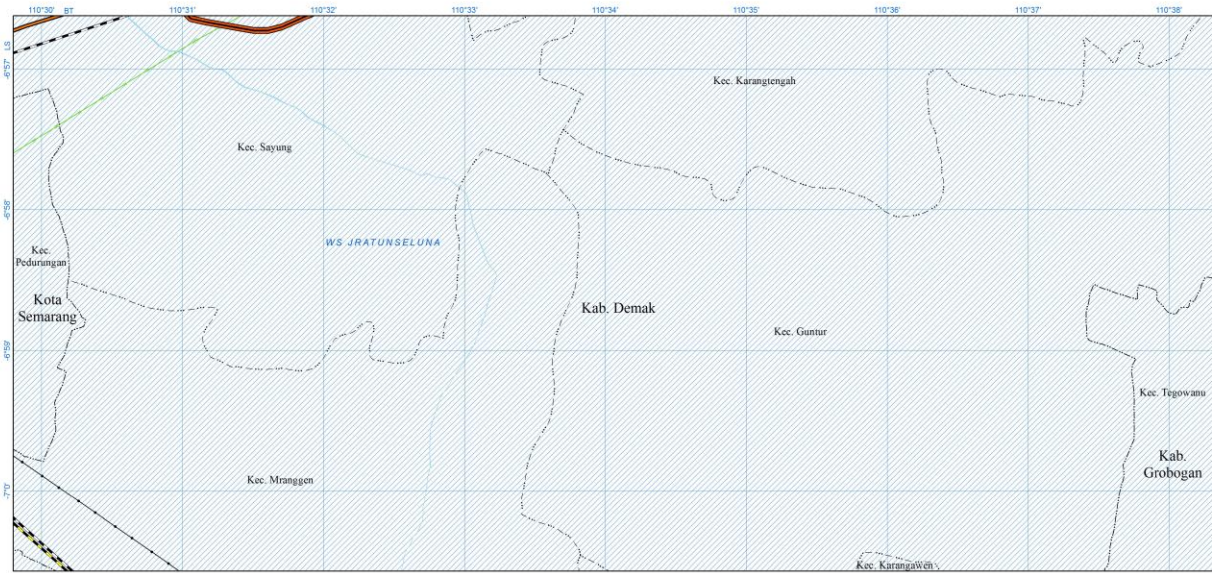 110°30' BT 110°31' 110°32' 110°33' 110°34' 110°35' 110°36' 110°37' 110°38'
LS
-6°57'
Kec. Karangtengah
Kec. Sayung
-6°58'
WS JRATUNSELUNA
Kec.
Pedurungan
Kota
Semarang
Kab. Demak
Kec. Guntur
-6°59'
Kec. Tegowanu
Kab.
Grobogan
Kec. Mranggen
-7°0'
Kec. Karangawen